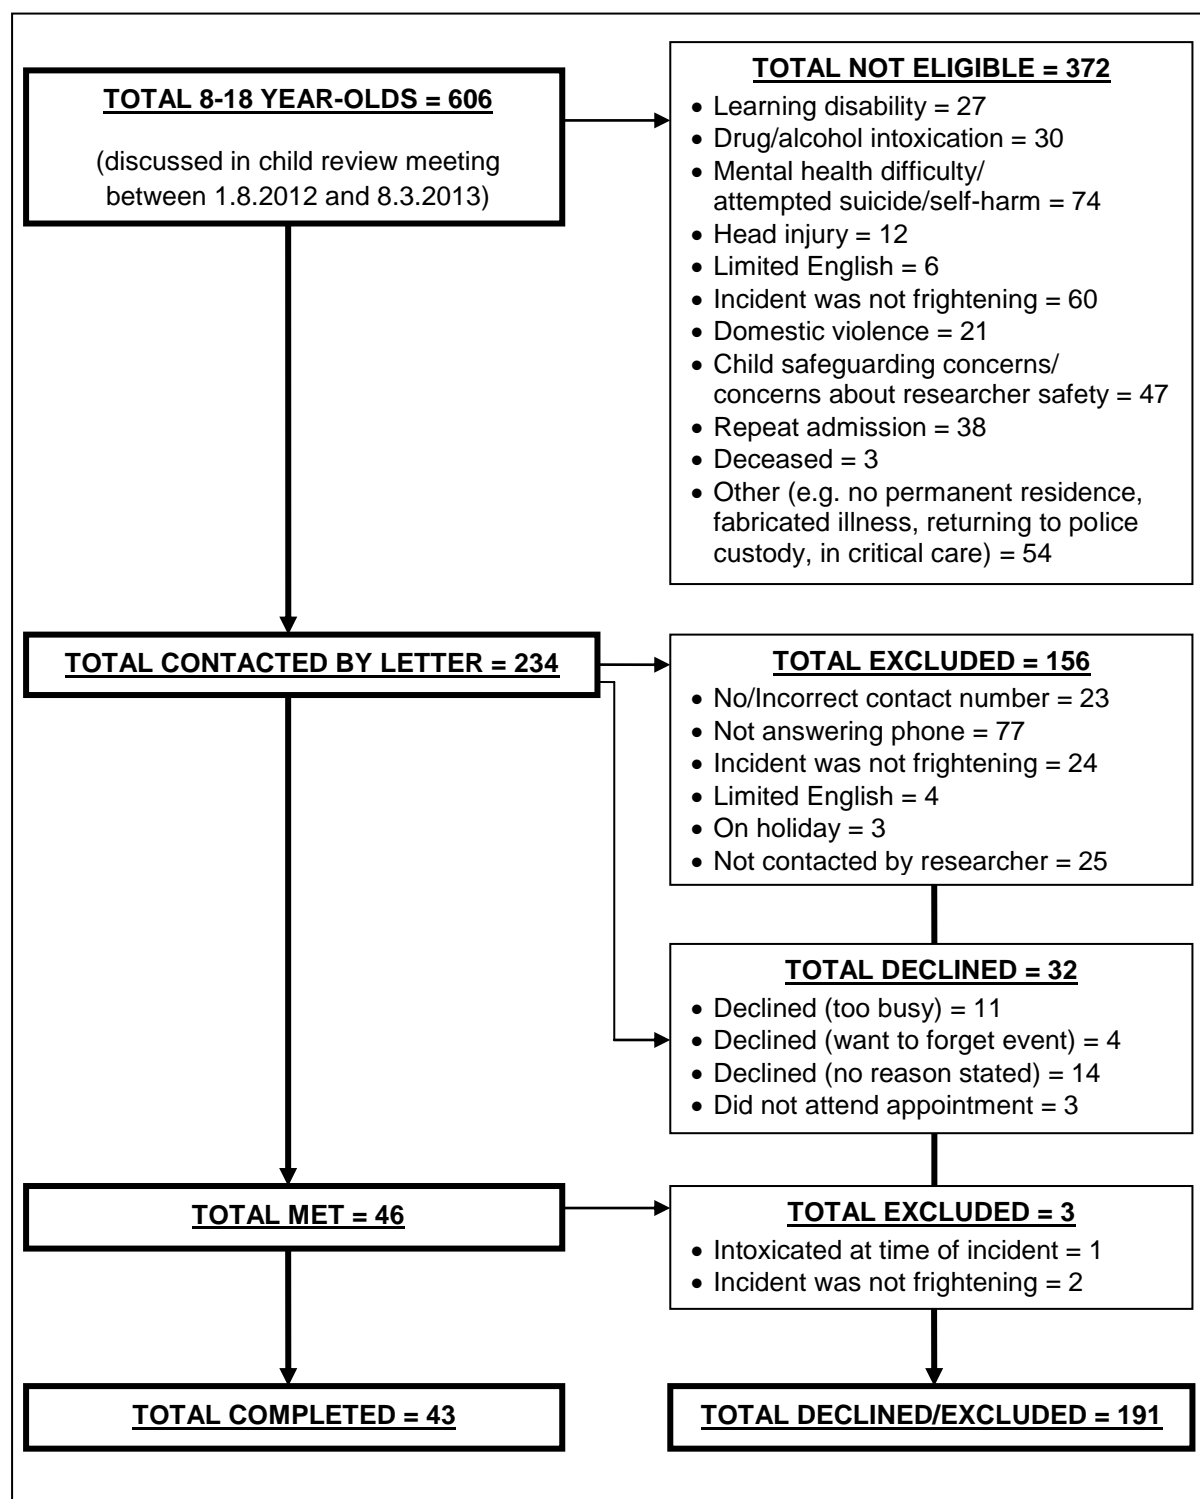 TOTAL 8-18 YEAR-OLDS = 606
(discussed in child review meeting
between 1.8.2012 and 8.3.2013)
TOTAL NOT ELIGIBLE = 372
• Learning disability = 27
• Drug/alcohol intoxication = 30
• Mental health difficulty/
attempted suicide/self-harm = 74
• Head injury = 12
• Limited English = 6
• Incident was not frightening = 60
• Domestic violence = 21
• Child safeguarding concerns/
concerns about researcher safety = 47
• Repeat admission = 38
• Deceased = 3
• Other (e.g. no permanent residence,
fabricated illness, returning to police
custody, in critical care) = 54
TOTAL CONTACTED BY LETTER = 234
TOTAL EXCLUDED = 156
• No/Incorrect contact number = 23
• Not answering phone = 77
• Incident was not frightening = 24
• Limited English = 4
• On holiday = 3
• Not contacted by researcher = 25
TOTAL DECLINED = 32
• Declined (too busy) = 11
• Declined (want to forget event) = 4
• Declined (no reason stated) = 14
• Did not attend appointment = 3
TOTAL MET = 46
TOTAL EXCLUDED = 3
• Intoxicated at time of incident = 1
• Incident was not frightening = 2
TOTAL COMPLETED = 43
TOTAL DECLINED/EXCLUDED = 191